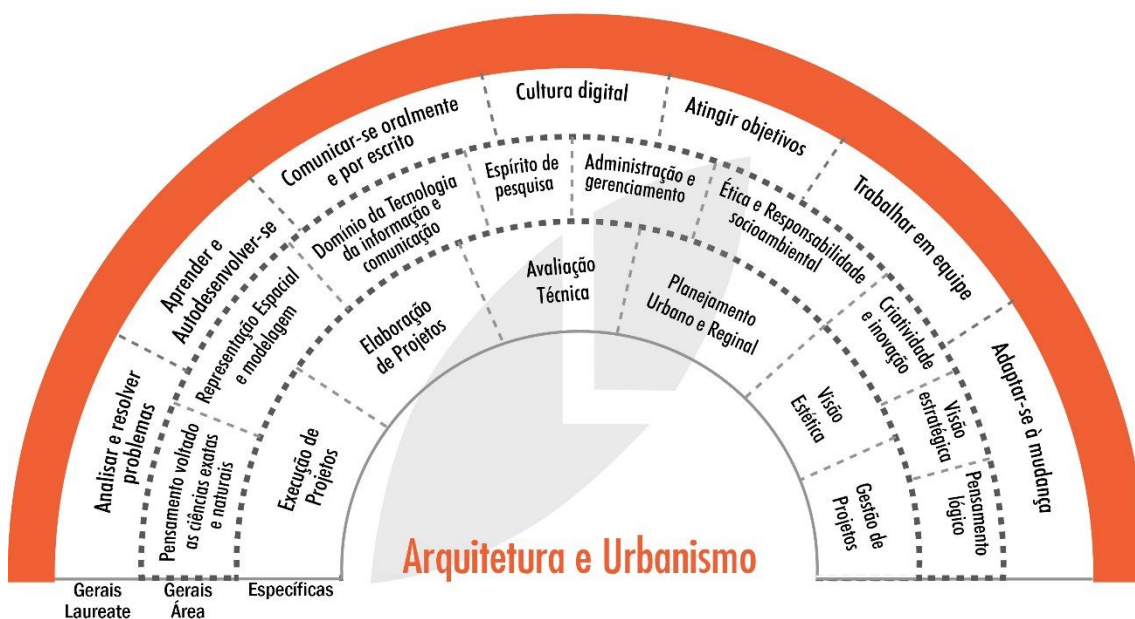 Analisar e resolver
problemas
Aprender e
Autodesenvolver-se
Comunicar-se oralmente
e por escrito
Cultura digital
Atingir objetivos
Trabalhar em equipe
Adaptar-se à mudança
Pensamento voltado
as ciências exatas
e naturais
Representação Espacial
e modelagem
Domínio da Tecnologia
da informação e
comunicação
Espírito de
pesquisa
Administração e
gerenciamento
Ética e Responsabilidade
socioambiental
Criatividade
e inovação
Visão
estratégica
Pensamento
lógico
Execução de
Projetos
Elaboração
de Projetos
Avaliação
Técnica
Planejamento
Urbano e Reginal
Visão
Estética
Gestão de
Projetos
Arquitetura e Urbanismo
Gerais
Laureate
Gerais
Área
Específicas